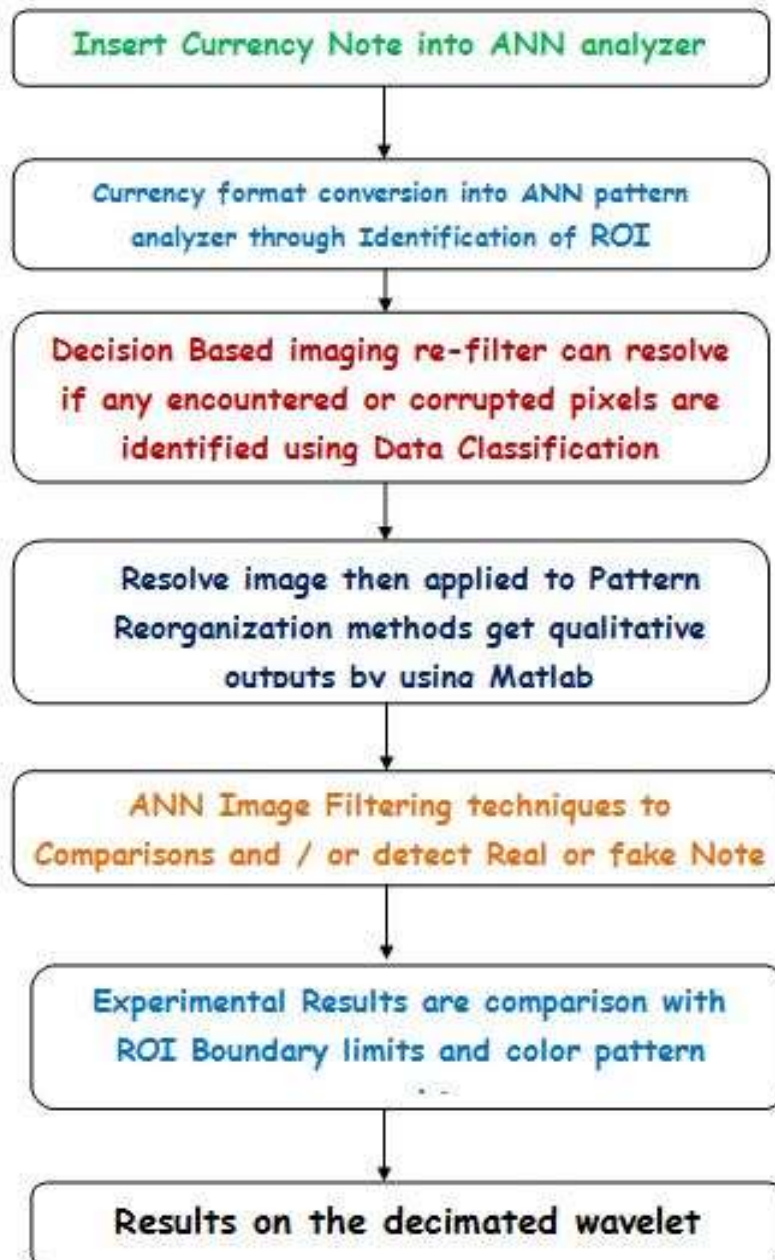 Insert Currency Note into ANN analyzer
Currency format conversion into ANN pattern
analyzer through Identification of ROI
Decision Based imaging re-filter can resolve
if any encountered or corrupted pixels are
identified using Data Classification
Resolve image then applied to Pattern
Reorganization methods get qualitative
outputs by using Matlab
ANN Image Filtering techniques to
Comparisons and / or detect Real or fake Note
Experimental Results are comparison with
ROI Boundary limits and color pattern
Results on the decimated wavelet